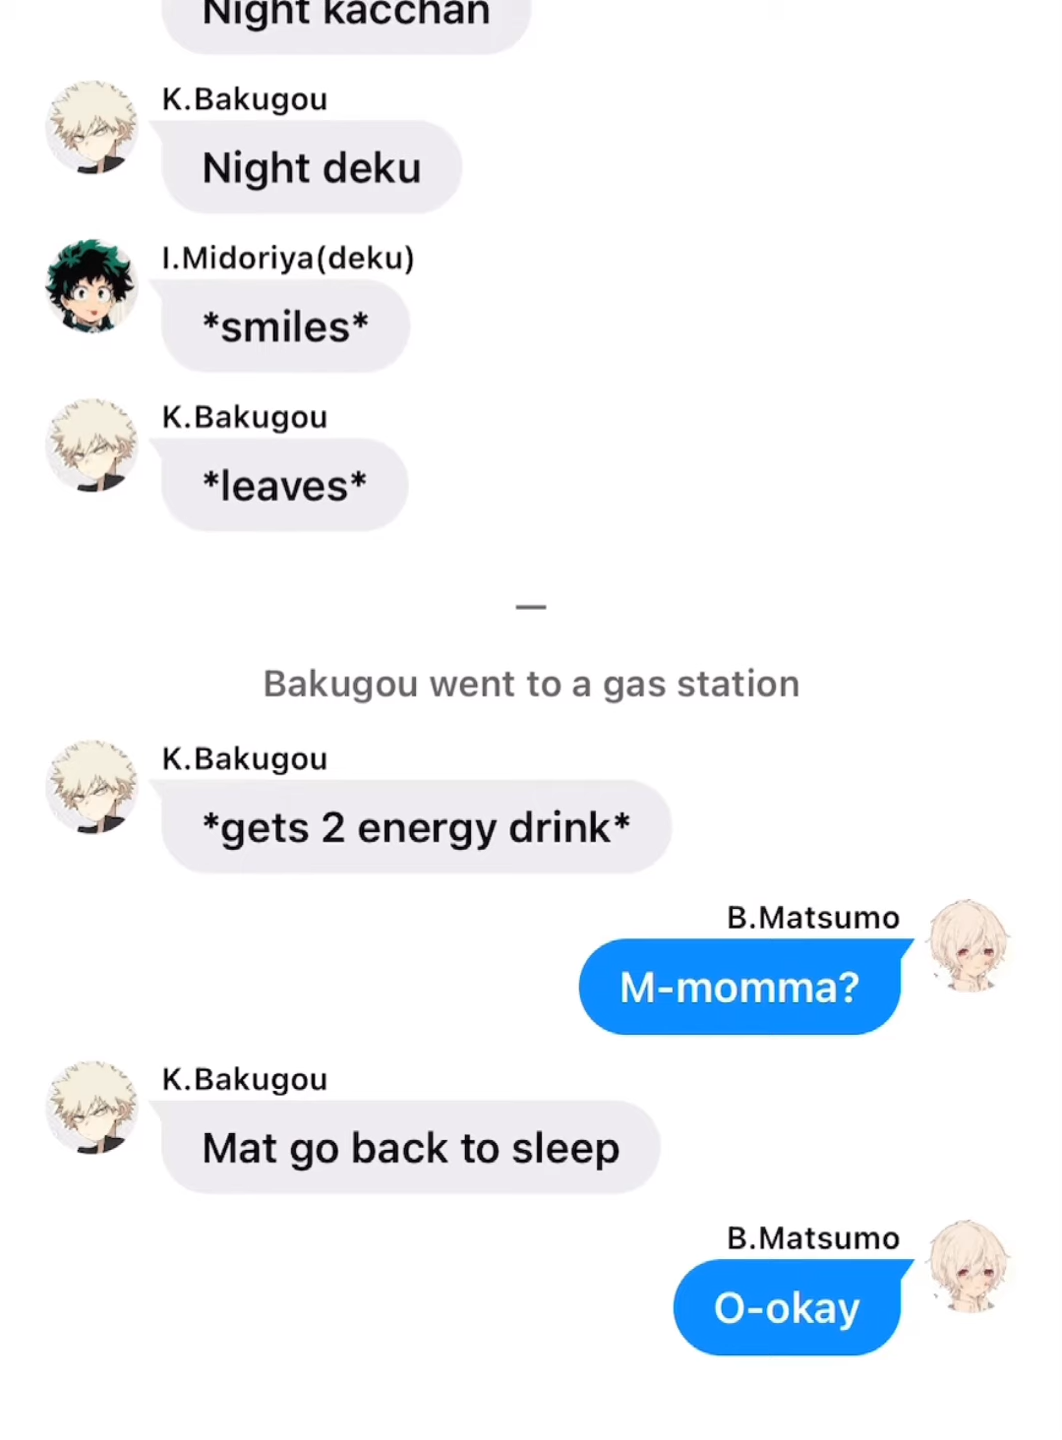 Night kacchan
K.Bakugou
Night deku
I.Midoriya(deku)
*smiles*
K.Bakugou
*leaves*
—
Bakugou went to a gas station
K.Bakugou
*gets 2 energy drink*
B.Matsumo
M-momma?
K.Bakugou
Mat go back to sleep
B.Matsumo
O-okay